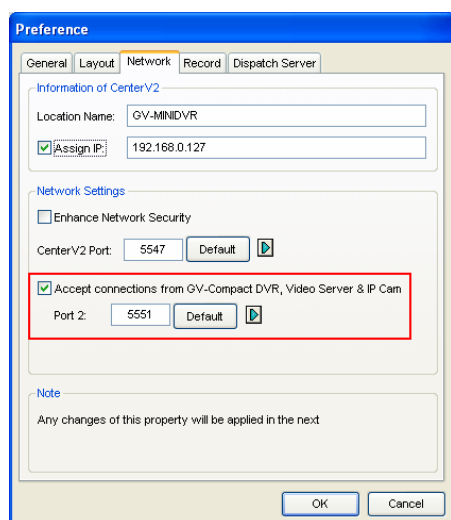 Preference
General Layout Network Record Dispatch Server
Information of CenterV2
Location Name: GV-MINIDVR
Assign IP: 192.168.0.127
Network Settings
Enhance Network Security
CenterV2 Port: 5547 Default
Accept connections from GV-Compact DVR, Video Server & IP Cam
Port 2: 5551 Default
Note
Any changes of this property will be applied in the next
OK Cancel